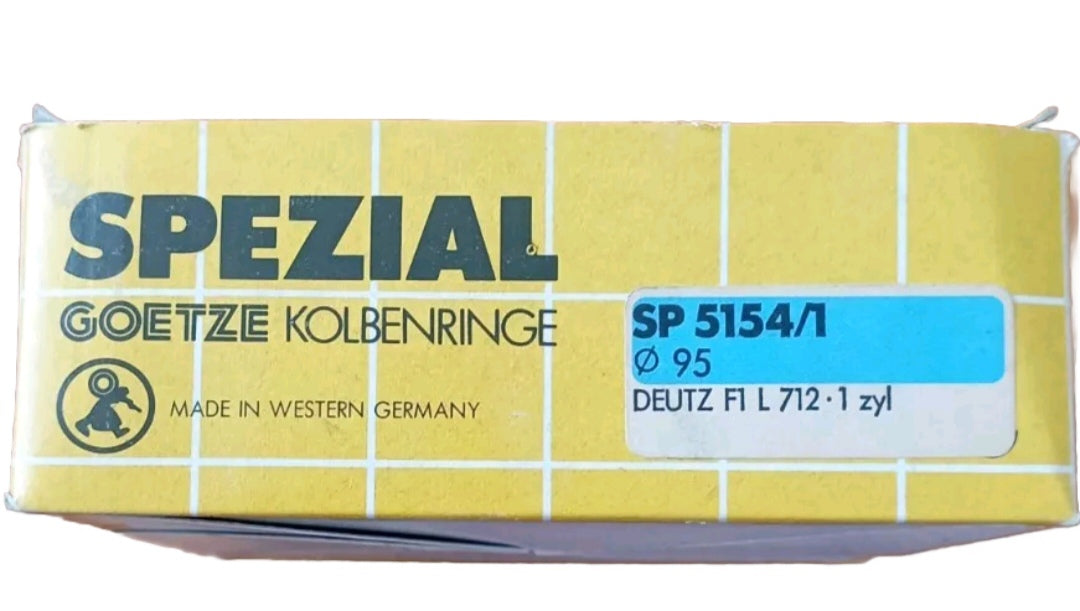 SPEZIAL
GOETZE KOLBENRINGE
MADE IN WESTERN GERMANY
SP 5154/1
Ø 95
DEUTZ F1 L 712 · 1 zyl